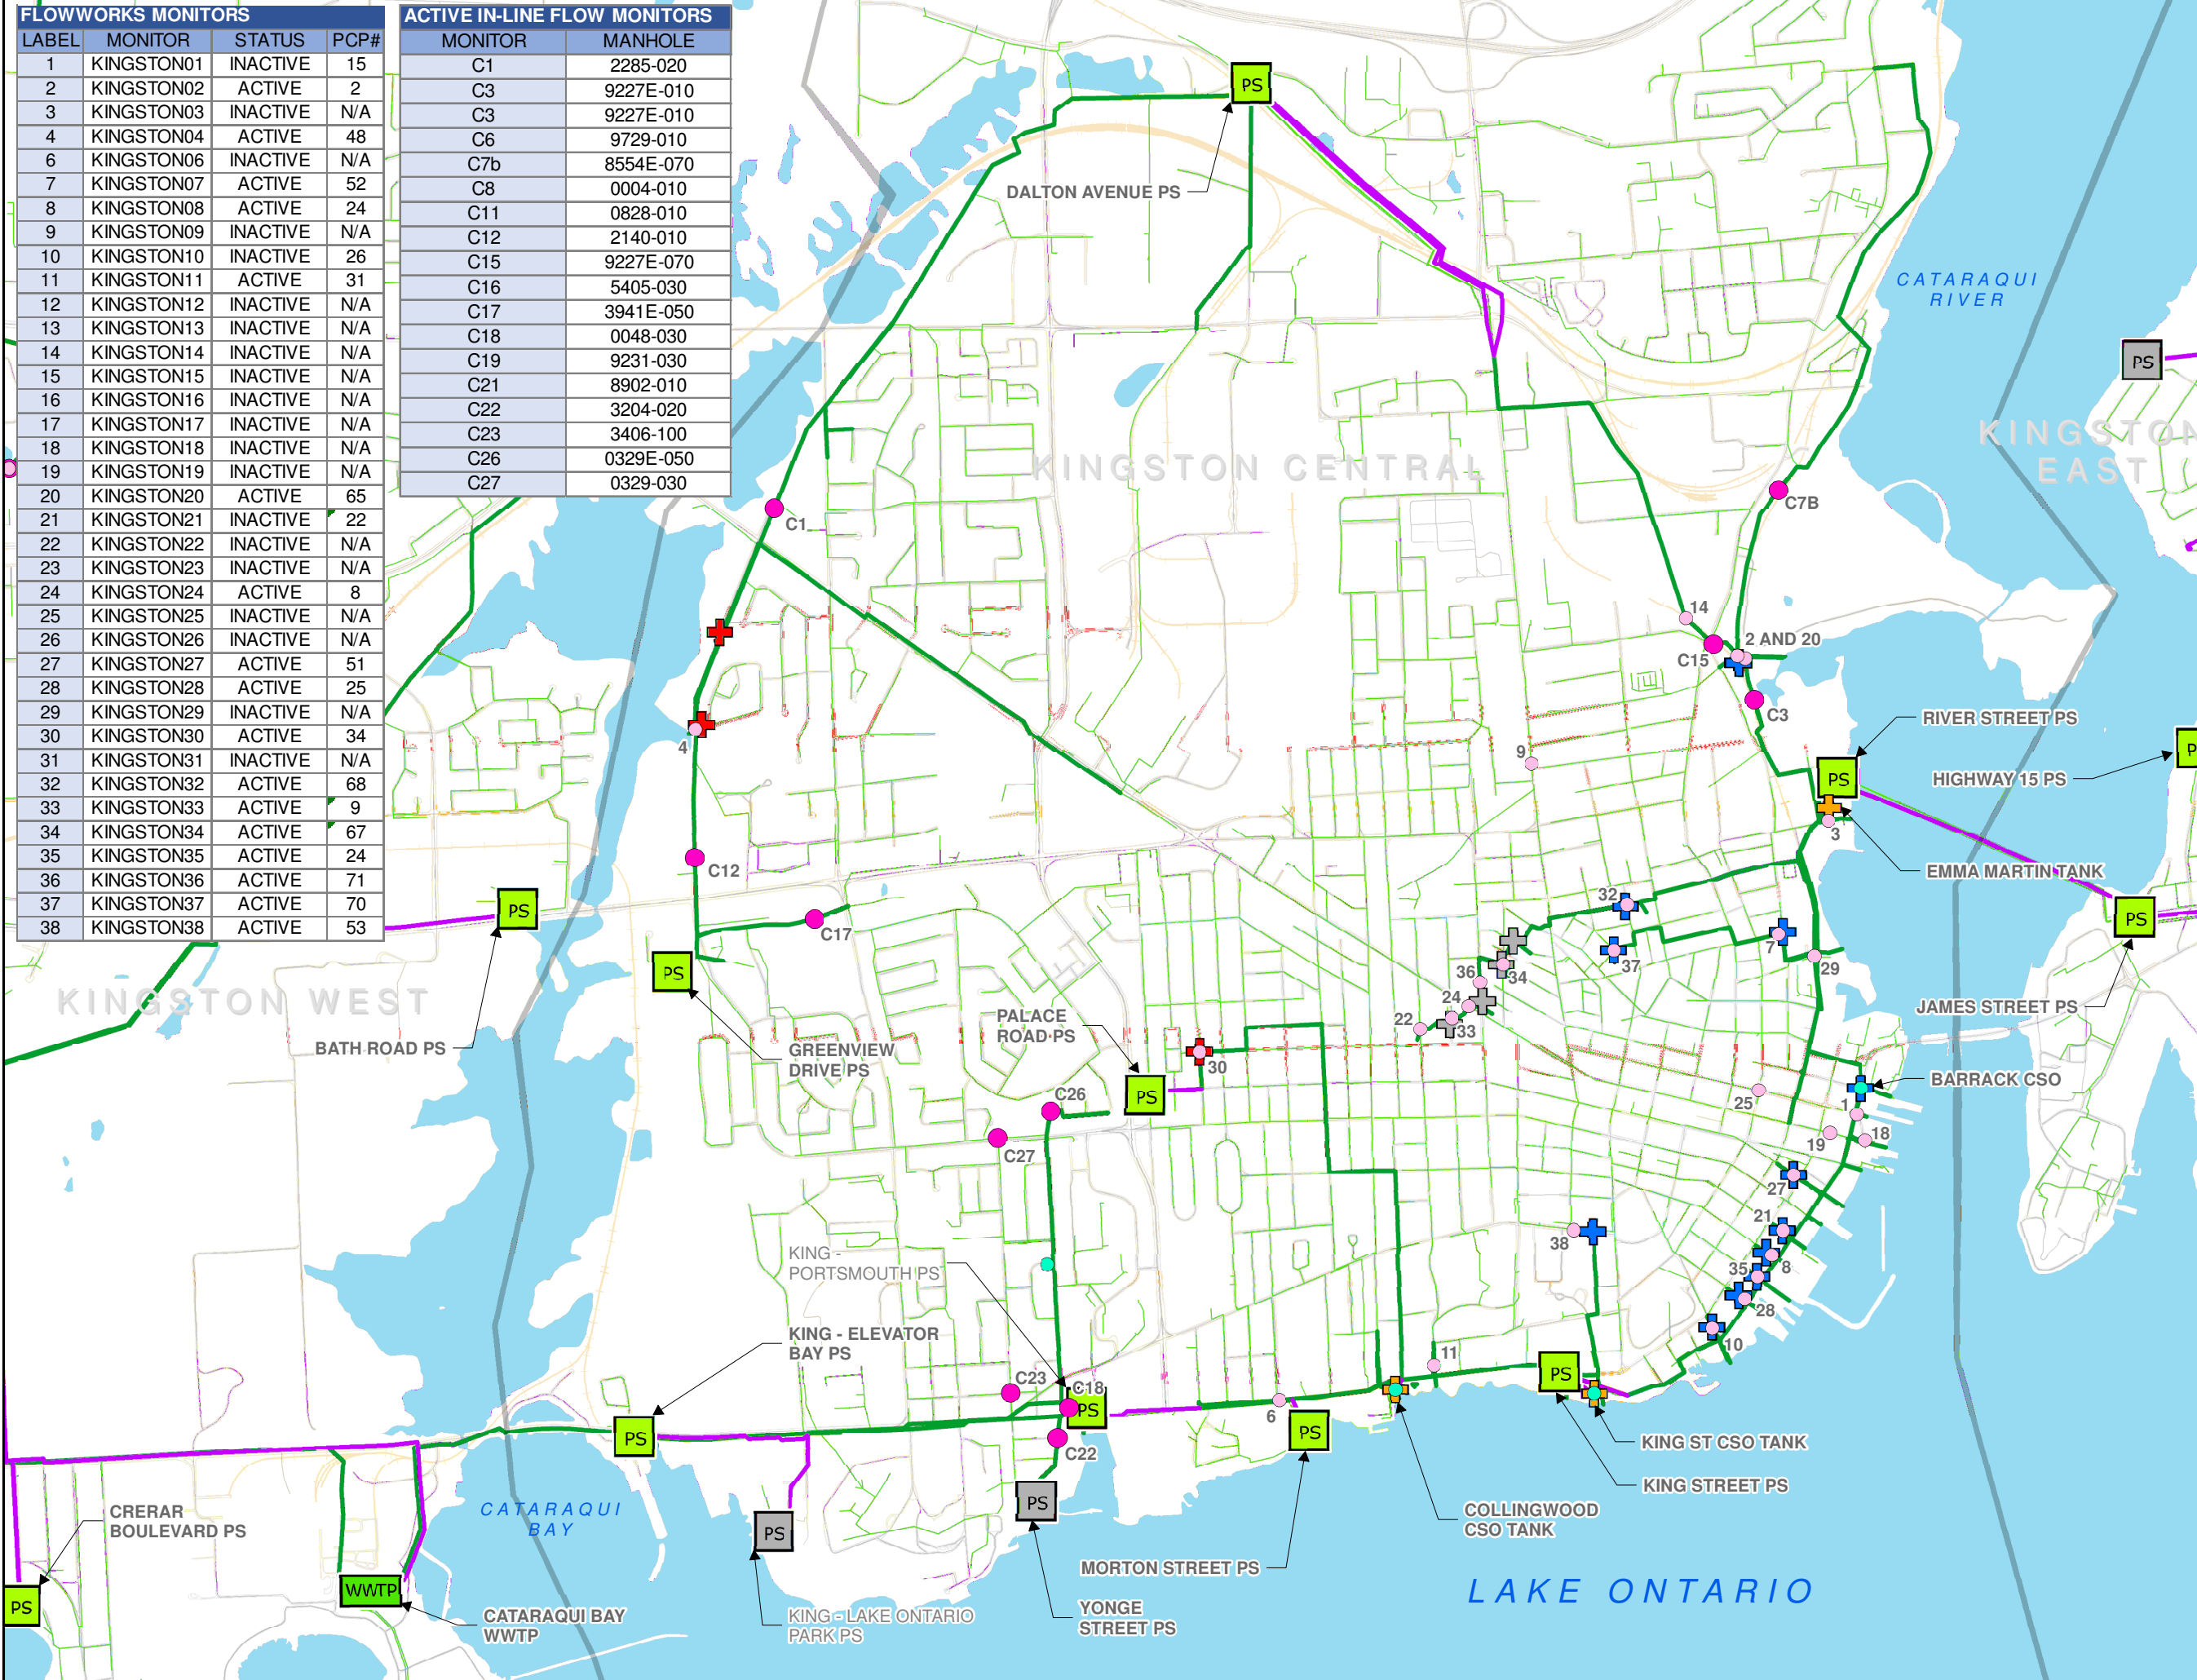 FLOWWORKS MONITORS
LABEL MONITOR STATUS PCP#
1 KINGSTON01 INACTIVE 15
2 KINGSTON02 ACTIVE 2
3 KINGSTON03 INACTIVE N/A
4 KINGSTON04 ACTIVE 48
6 KINGSTON06 INACTIVE N/A
7 KINGSTON07 ACTIVE 52
8 KINGSTON08 ACTIVE 24
9 KINGSTON09 INACTIVE N/A
10 KINGSTON10 INACTIVE 26
11 KINGSTON11 ACTIVE 31
12 KINGSTON12 INACTIVE N/A
13 KINGSTON13 INACTIVE N/A
14 KINGSTON14 INACTIVE N/A
15 KINGSTON15 INACTIVE N/A
16 KINGSTON16 INACTIVE N/A
17 KINGSTON17 INACTIVE N/A
18 KINGSTON18 INACTIVE N/A
19 KINGSTON19 INACTIVE N/A
20 KINGSTON20 ACTIVE 65
21 KINGSTON21 INACTIVE 22
22 KINGSTON22 INACTIVE N/A
23 KINGSTON23 INACTIVE N/A
24 KINGSTON24 ACTIVE 8
25 KINGSTON25 INACTIVE N/A
26 KINGSTON26 INACTIVE N/A
27 KINGSTON27 ACTIVE 51
28 KINGSTON28 ACTIVE 25
29 KINGSTON29 INACTIVE N/A
30 KINGSTON30 ACTIVE 34
31 KINGSTON31 INACTIVE N/A
32 KINGSTON32 ACTIVE 68
33 KINGSTON33 ACTIVE 9
34 KINGSTON34 ACTIVE 67
35 KINGSTON35 ACTIVE 24
36 KINGSTON36 ACTIVE 71
37 KINGSTON37 ACTIVE 70
38 KINGSTON38 ACTIVE 53
ACTIVE IN-LINE FLOW MONITORS
MONITOR MANHOLE
C1 2285-020
C3 9227E-010
C3 9227E-010
C6 9729-010
C7b 8554E-070
C8 0004-010
C11 0828-010
C12 2140-010
C15 9227E-070
C16 5405-030
C17 3941E-050
C18 0048-030
C19 9231-030
C21 8902-010
C22 3204-020
C23 3406-100
C26 0329E-050
C27 0329-030
PS
DALTON AVENUE PS
CATARAQUI
RIVER
PS
KINGSTON
EAST
KINGSTON CENTRAL
C7B
C1
14
2 AND 20
C15
C3
RIVER STREET PS
4
9
PS
HIGHWAY 15 PS
P
3
C12
EMMA MARTIN TANK
32
PS
C17
PS
7
37
29
PS
34
36
KINGSTON WEST
24
JAMES STREET PS
22
33
PALACE
ROAD PS
BATH ROAD PS
GREENVIEW
DRIVE PS
30
BARRACK CSO
PS
C26
25
1
18
19
C27
27
21
38
KING -
PORTSMOUTH PS
8
35
28
KING - ELEVATOR
BAY PS
10
11
PS
C23
C18
PS
6
PS
PS
C22
KING ST CSO TANK
KING STREET PS
PS
PS
CATARAQUI
BAY
CRERAR
BOULEVARD PS
COLLINGWOOD
CSO TANK
MORTON STREET PS
WWTP
PS
LAKE ONTARIO
CATARAQUI BAY
WWTP
KING - LAKE ONTARIO
PARK PS
YONGE
STREET PS